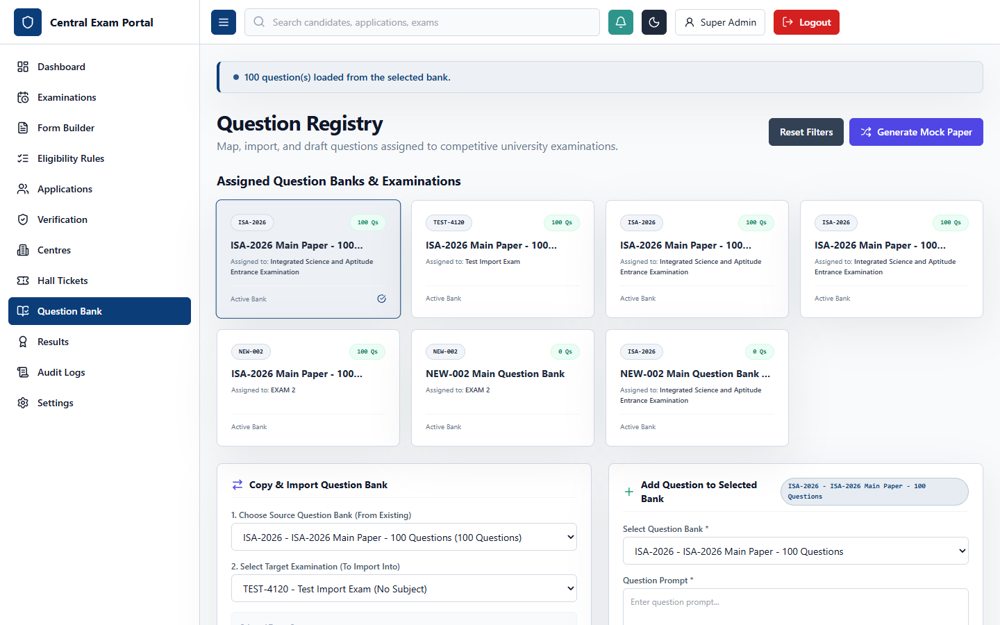 Central Exam Portal
Search candidates, applications, exams
Super Admin
Logout
Dashboard
Examinations
Form Builder
Eligibility Rules
Applications
Verification
Centres
Hall Tickets
Question Bank
Results
Audit Logs
Settings
100 question(s) loaded from the selected bank.
Question Registry
Map, import, and draft questions assigned to competitive university examinations.
Reset Filters
Generate Mock Paper
Assigned Question Banks & Examinations
ISA-2026
100 Qs
ISA-2026 Main Paper - 100...
Assigned to: Integrated Science and Aptitude
Entrance Examination
Active Bank
TEST-4120
100 Qs
ISA-2026 Main Paper - 100...
Assigned to: Test Import Exam
Active Bank
ISA-2026
100 Qs
ISA-2026 Main Paper - 100...
Assigned to: Integrated Science and Aptitude
Entrance Examination
Active Bank
ISA-2026
100 Qs
ISA-2026 Main Paper - 100...
Assigned to: Integrated Science and Aptitude
Entrance Examination
Active Bank
NEW-002
100 Qs
ISA-2026 Main Paper - 100...
Assigned to: EXAM 2
Active Bank
NEW-002
0 Qs
NEW-002 Main Question Bank
Assigned to: EXAM 2
Active Bank
ISA-2026
0 Qs
NEW-002 Main Question Bank ...
Assigned to: Integrated Science and Aptitude
Entrance Examination
Active Bank
Copy & Import Question Bank
1. Choose Source Question Bank (From Existing)
ISA-2026 - ISA-2026 Main Paper - 100 Questions (100 Questions)
2. Select Target Examination (To Import Into)
TEST-4120 - Test Import Exam (No Subject)
Add Question to Selected
Bank
ISA-2026 - ISA-2026 Main Paper - 100
Questions
Select Question Bank *
ISA-2026 - ISA-2026 Main Paper - 100 Questions
Question Prompt *
Enter question prompt...